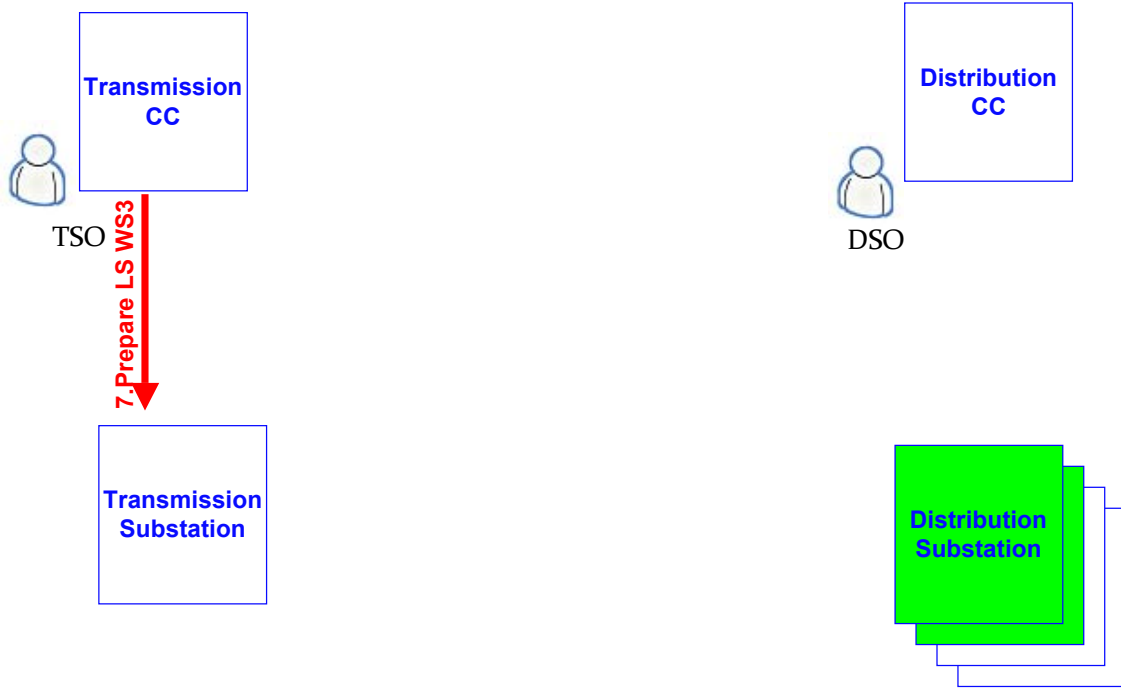 Transmission
CC
Distribution
CC
TSO
DSO
7.Prepare LS WS3
Transmission
Substation
Distribution
Substation